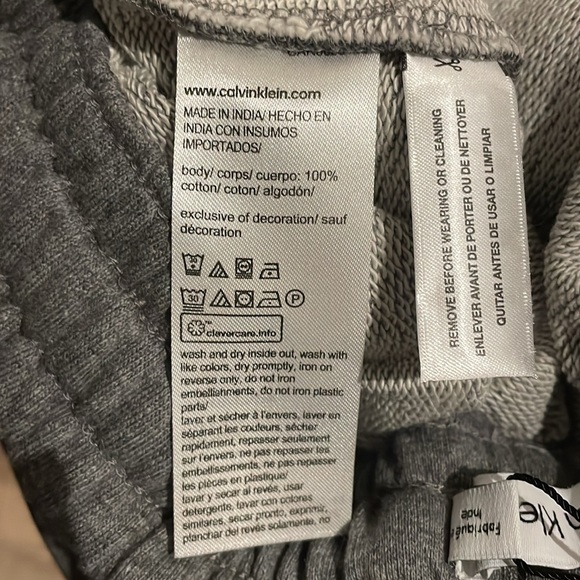 www.calvinklein.com
MADE IN INDIA/ HECHO EN
INDIA CON INSUMOS
IMPORTADOS/
body/ corps/ cuerpo: 100%
cotton/ coton/ algodón/
exclusive of decoration/ sauf
décoration
30
30
P
clevercare.info
wash and dry inside out, wash with
like colors, dry promptly, iron on
reverse only, do not iron
embellishments, do not iron plastic
parts/
laver et sécher à l'envers, laver en
séparant les couleurs, sécher
rapidement, repasser seulement
sur l'envers, ne pas repasser les
embellissements, ne pas repasser
les pièces en plastique/
lavar y secar al revés, usar
detergente, lavar con colores
similares, secar pronto, exprimir,
planchar del revés solamente, no
REMOVE BEFORE WEARING OR CLEANING
ENLEVER AVANT DE PORTER OU DE NETTOYER
QUITAR ANTES DE USAR O LIMPIAR
n Kle
Fabriqué